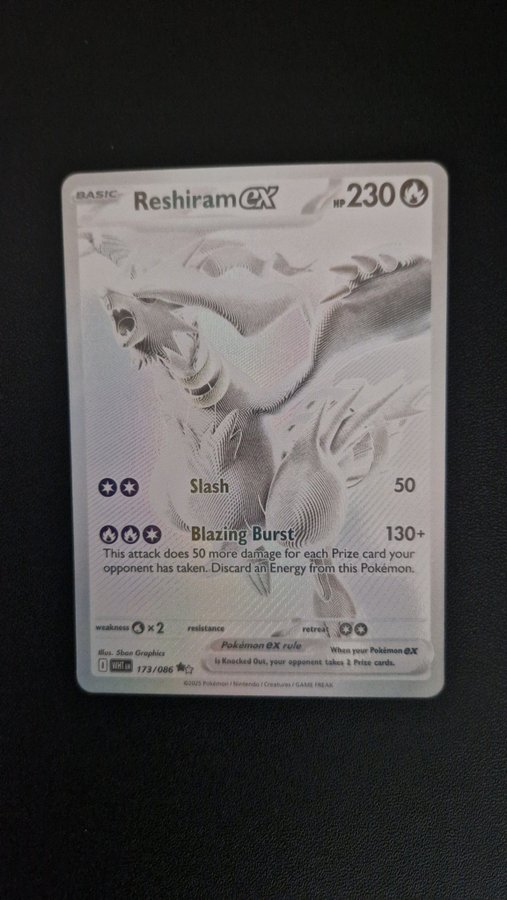 BASIC
Reshiram ex
HP 230
Slash 50
Blazing Burst 130+
This attack does 50 more damage for each Prize card your
opponent has taken. Discard an Energy from this Pokémon.
weakness ×2 resistance retreat
Illus. 5ban Graphics
Pokémon ex rule
When your Pokémon ex
is Knocked Out, your opponent takes 2 Prize cards.
I WHT EN 173/086
©2025 Pokémon / Nintendo / Creatures / GAME FREAK